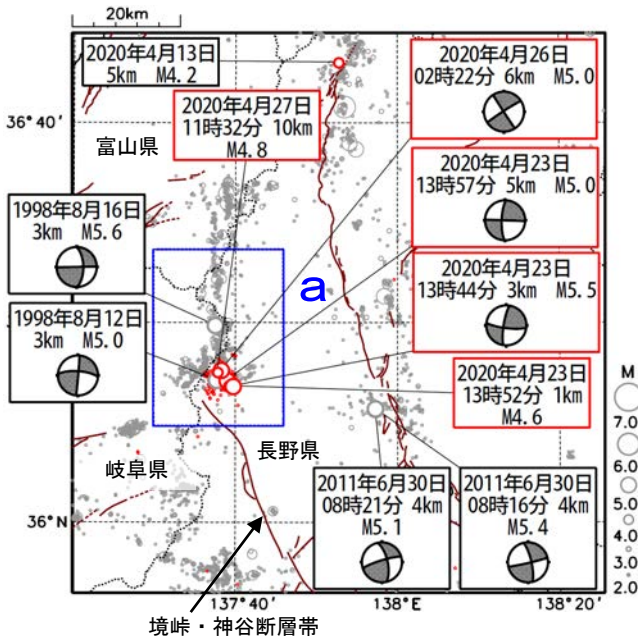 20km
2020年4月13日
5km M4.2
2020年4月26日
02時22分 6km M5.0
2020年4月27日
11時32分 10km
M4.8
36°40'
富山県
2020年4月23日
13時57分 5km M5.0
1998年8月16日
3km M5.6
a
2020年4月23日
13時44分 3km M5.5
1998年8月12日
3km M5.0
2020年4月23日
13時52分 1km
M4.6
M
7.0
6.0
5.0
4.0
3.0
2.0
長野県
岐阜県
2011年6月30日
08時21分 4km
M5.1
2011年6月30日
08時16分 4km
M5.4
36°N
137°40'
138°E
138°20'
境峠・神谷断層帯